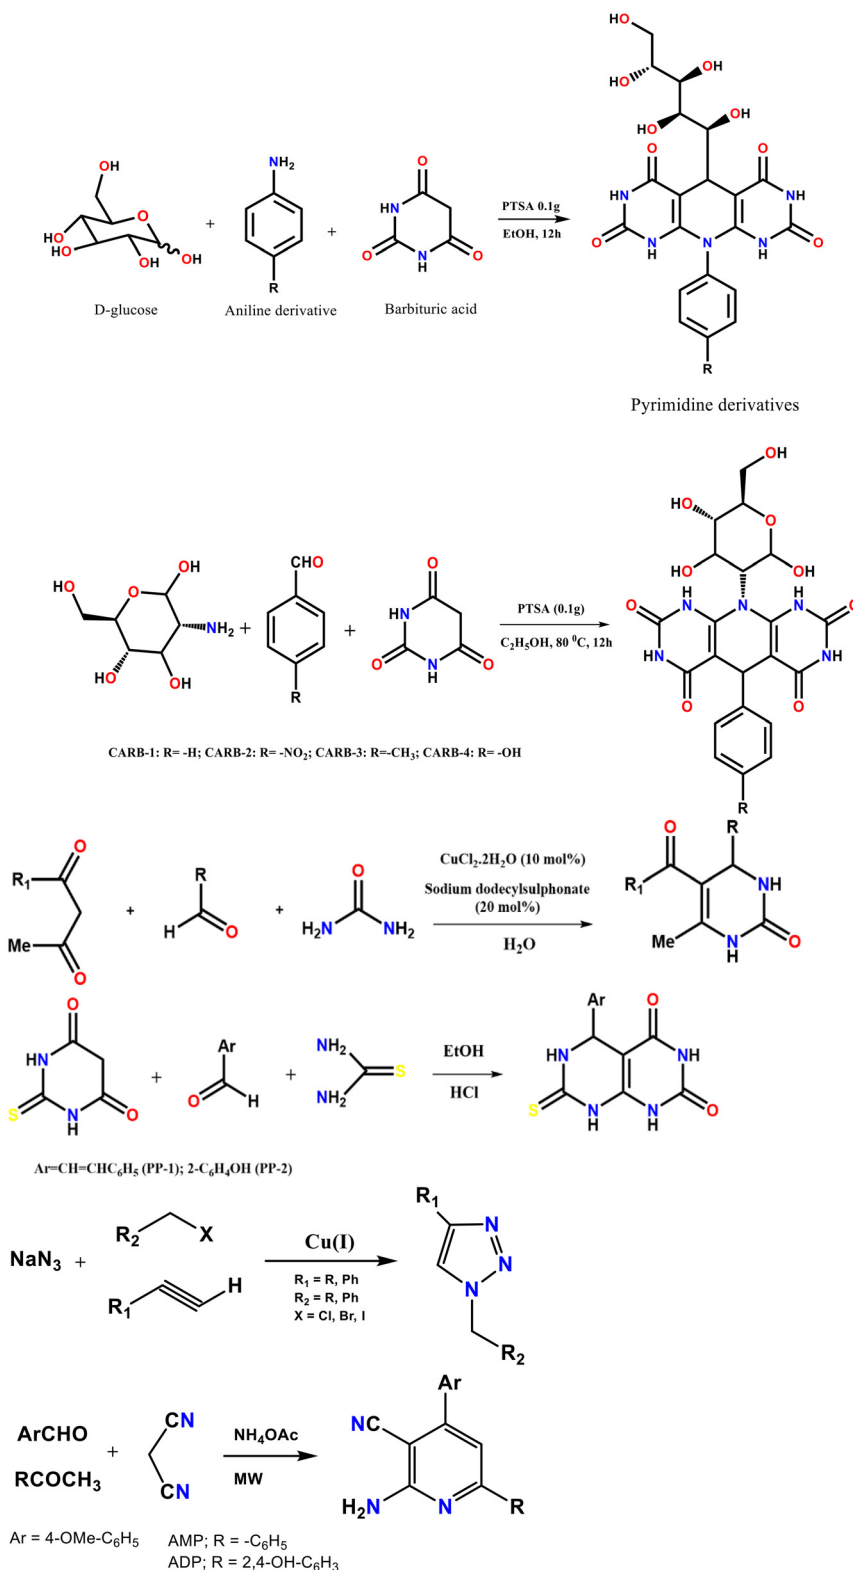 HO
OH
HO
OH
HO
OH
O
O
HN
NH
O
N
H
N
N
H
O
R
OH
O
HO
HO
OH
OH
+
NH₂
R
+
O
HN
O
N
H
O
PTSA 0.1g
EtOH, 12h
D-glucose
Aniline derivative
Barbituric acid
Pyrimidine derivatives
OH
HO
O
HO
OH
HO
O
OH
NH₂
HO
OH
+
CHO
R
+
O
HN
O
N
H
O
PTSA (0.1g)
C₂H₅OH, 80 ⁰C, 12h
H
N
N
H
N
O
O
NH
HN
O
O
R
CARB-1: R= -H; CARB-2: R= -NO₂; CARB-3: R=-CH₃; CARB-4: R= -OH
O
R₁
Me
O
+
R
H
O
+
O
H₂N
NH₂
CuCl₂.2H₂O (10 mol%)
Sodium dodecylsulphonate
(20 mol%)
H₂O
O
R
R₁
NH
Me
N
H
O
O
HN
S
N
H
O
+
Ar
O
H
+
NH₂
S
NH₂
EtOH
HCl
Ar
O
HN
NH
S
N
H
N
H
O
Ar=CH=CHC₆H₅ (PP-1); 2-C₆H₄OH (PP-2)
NaN₃
+
R₂
X
R₁
H
Cu(I)
R₁ = R, Ph
R₂ = R, Ph
X = Cl, Br, I
R₁
N
N
N
R₂
ArCHO
RCOCH₃
+
CN
CN
NH₄OAc
MW
Ar
NC
H₂N
N
R
Ar = 4-OMe-C₆H₅
AMP; R = -C₆H₅
ADP; R = 2,4-OH-C₆H₃